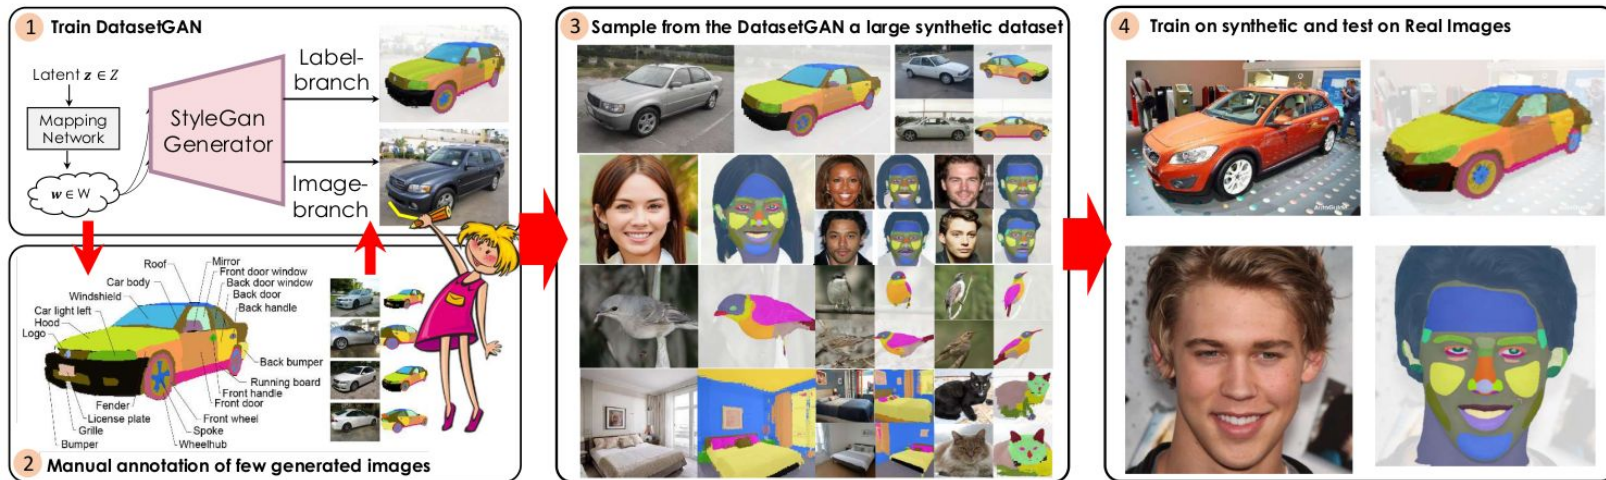 1 Train DatasetGAN
Latent z ∈ Z
Mapping
Network
w ∈ W
StyleGan
Generator
Label-
branch
Image-
branch
Roof
Mirror
Front door window
Car body
Back door window
Windshield
Back door
Car light left
Back handle
Hood
Logo
Back bumper
Running board
Front handle
Fender
Front door
License plate
Front wheel
Grille
Spoke
Bumper
Wheelhub
2 Manual annotation of few generated images
3 Sample from the DatasetGAN a large synthetic dataset
4 Train on synthetic and test on Real Images